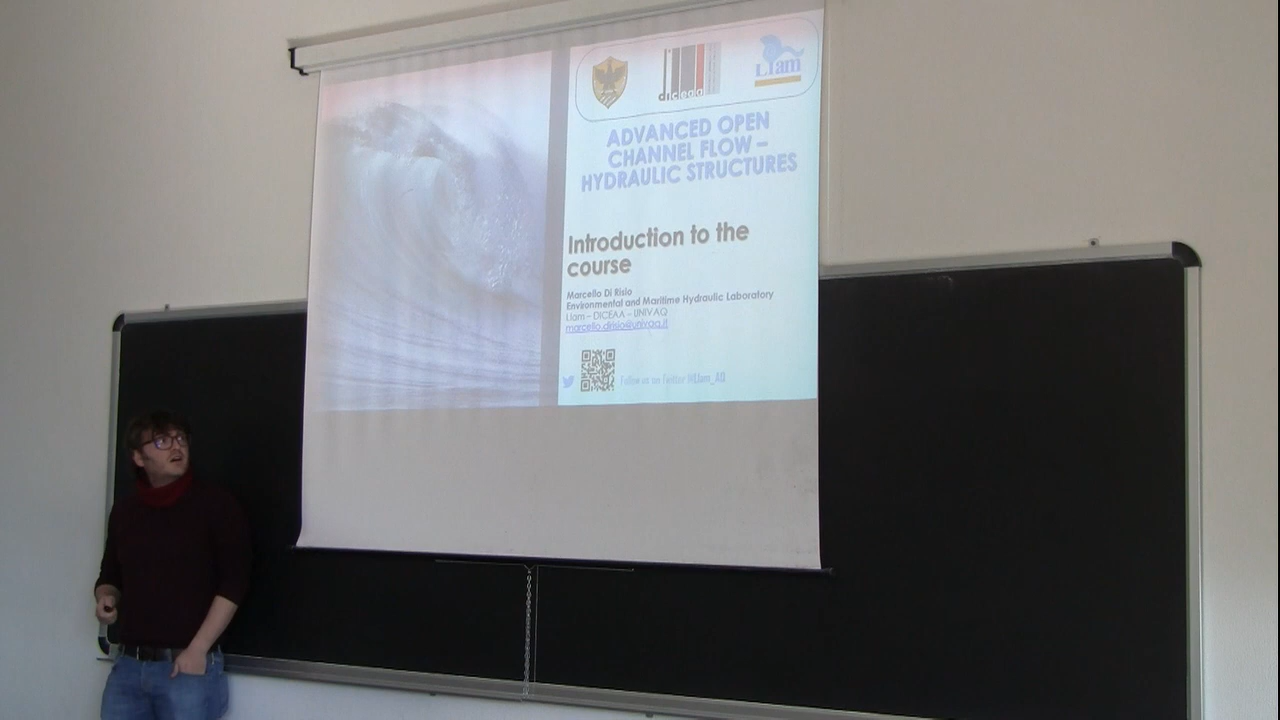 diceaa
LIam
ADVANCED OPEN
CHANNEL FLOW –
HYDRAULIC STRUCTURES
Introduction to the
course
Marcello Di Risio
Environmental and Maritime Hydraulic Laboratory
LIam – DICEAA – UNIVAQ
marcello.dirisio@univaq.it
Follow us on Twitter @LIam_AQ